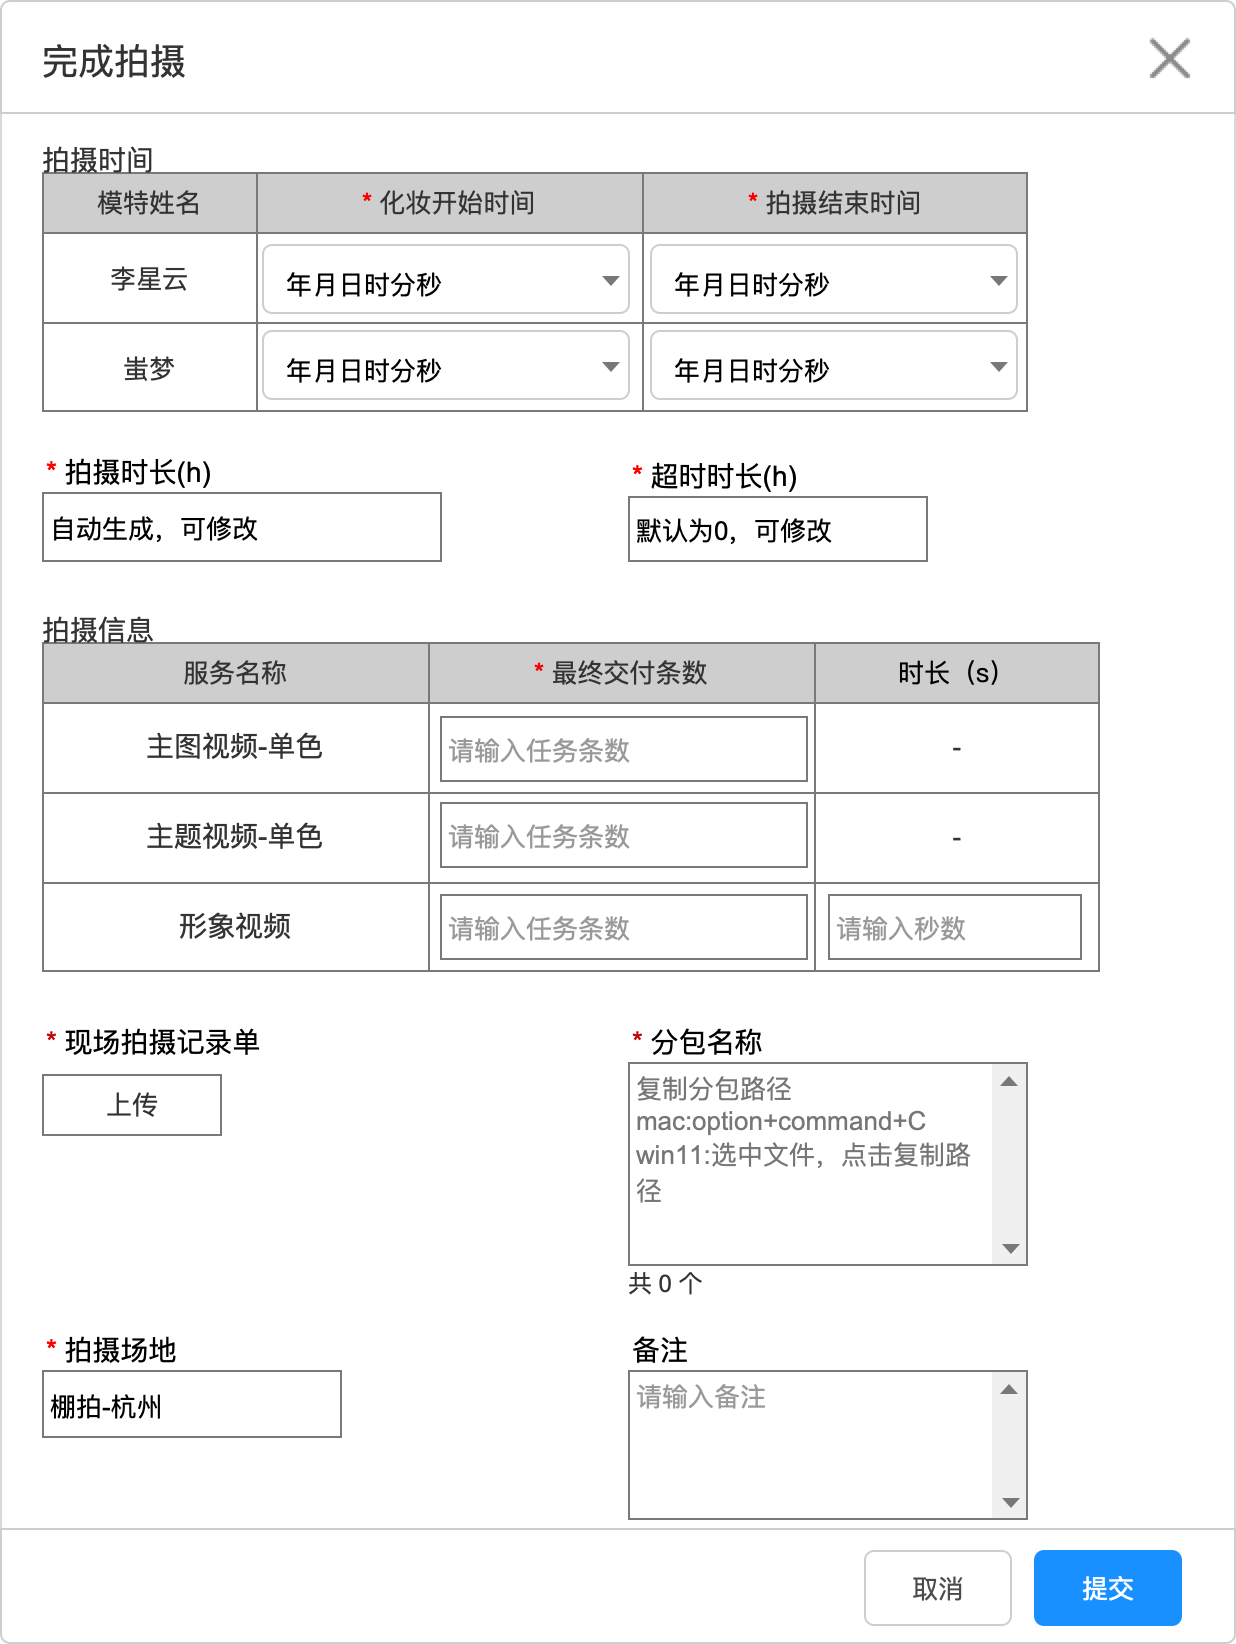 完成拍摄
拍摄时间
模特姓名 * 化妆开始时间 * 拍摄结束时间
李星云 年月日时分秒 年月日时分秒
蚩梦 年月日时分秒 年月日时分秒
* 拍摄时长(h) * 超时时长(h)
自动生成，可修改 默认为0，可修改
拍摄信息
服务名称 * 最终交付条数 时长（s）
主图视频-单色 请输入任务条数 -
主题视频-单色 请输入任务条数 -
形象视频 请输入任务条数 请输入秒数
* 现场拍摄记录单 * 分包名称
上传
复制分包路径
mac:option+command+C
win11:选中文件，点击复制路
径
共 0 个
* 拍摄场地 备注
棚拍-杭州 请输入备注
取消 提交